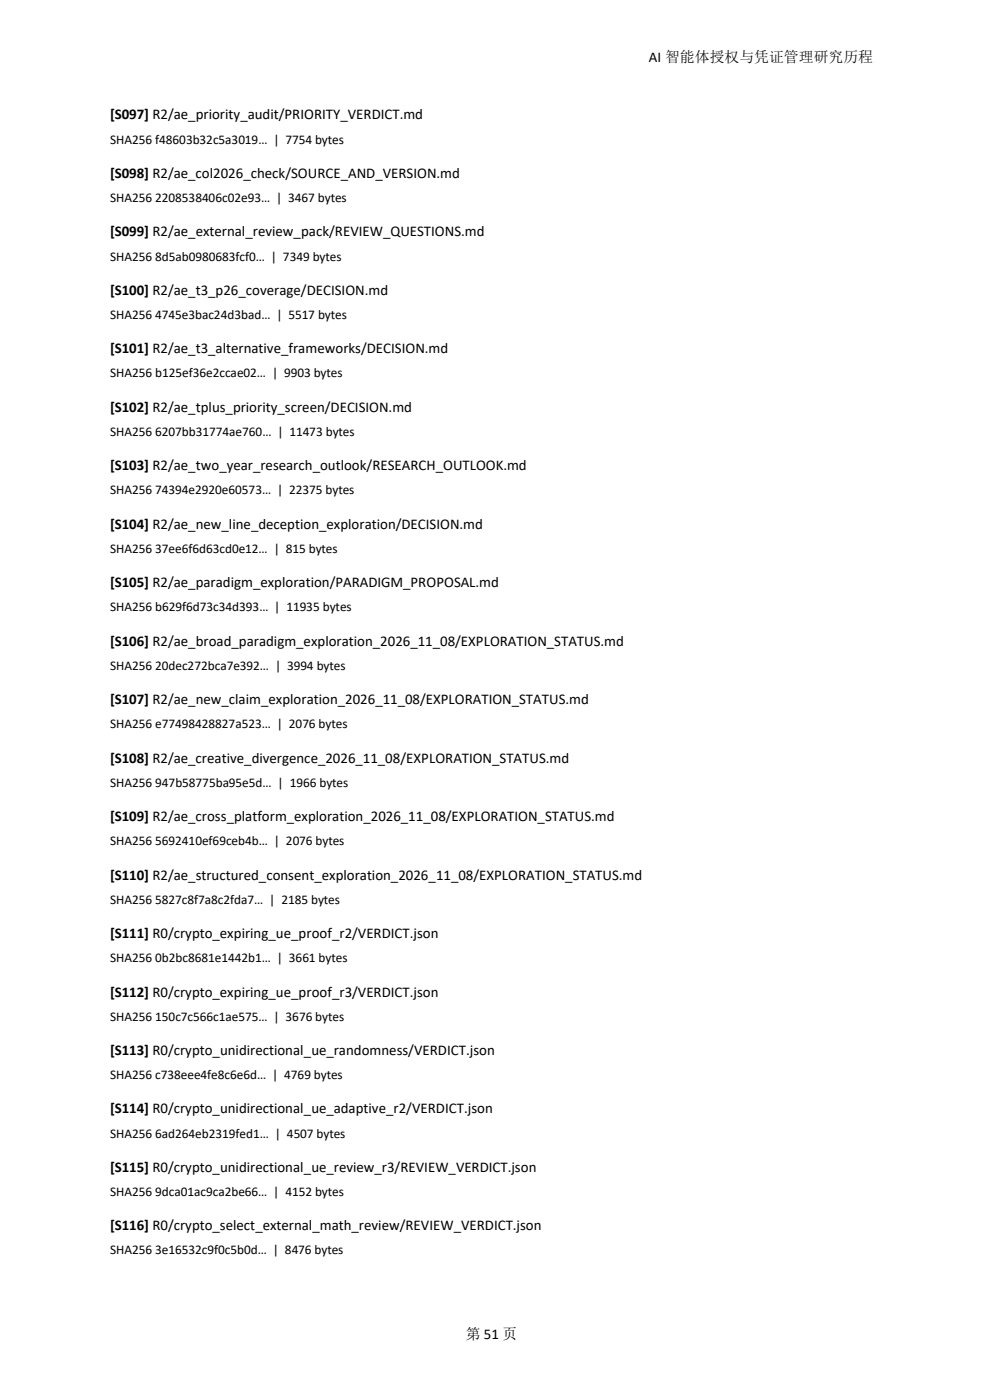 AI 智能体授权与凭证管理研究历程
[S097] R2/ae_priority_audit/PRIORITY_VERDICT.md
SHA256 f48603b32c5a3019… | 7754 bytes
[S098] R2/ae_col2026_check/SOURCE_AND_VERSION.md
SHA256 2208538406c02e93… | 3467 bytes
[S099] R2/ae_external_review_pack/REVIEW_QUESTIONS.md
SHA256 8d5ab0980683fcf0… | 7349 bytes
[S100] R2/ae_t3_p26_coverage/DECISION.md
SHA256 4745e3bac24d3bad… | 5517 bytes
[S101] R2/ae_t3_alternative_frameworks/DECISION.md
SHA256 b125ef36e2ccae02… | 9903 bytes
[S102] R2/ae_tplus_priority_screen/DECISION.md
SHA256 6207bb31774ae760… | 11473 bytes
[S103] R2/ae_two_year_research_outlook/RESEARCH_OUTLOOK.md
SHA256 74394e2920e60573… | 22375 bytes
[S104] R2/ae_new_line_deception_exploration/DECISION.md
SHA256 37ee6f6d63cd0e12… | 815 bytes
[S105] R2/ae_paradigm_exploration/PARADIGM_PROPOSAL.md
SHA256 b629f6d73c34d393… | 11935 bytes
[S106] R2/ae_broad_paradigm_exploration_2026_11_08/EXPLORATION_STATUS.md
SHA256 20dec272bca7e392… | 3994 bytes
[S107] R2/ae_new_claim_exploration_2026_11_08/EXPLORATION_STATUS.md
SHA256 e77498428827a523… | 2076 bytes
[S108] R2/ae_creative_divergence_2026_11_08/EXPLORATION_STATUS.md
SHA256 947b58775ba95e5d… | 1966 bytes
[S109] R2/ae_cross_platform_exploration_2026_11_08/EXPLORATION_STATUS.md
SHA256 5692410ef69ceb4b… | 2076 bytes
[S110] R2/ae_structured_consent_exploration_2026_11_08/EXPLORATION_STATUS.md
SHA256 5827c8f7a8c2fda7… | 2185 bytes
[S111] R0/crypto_expiring_ue_proof_r2/VERDICT.json
SHA256 0b2bc8681e1442b1… | 3661 bytes
[S112] R0/crypto_expiring_ue_proof_r3/VERDICT.json
SHA256 150c7c566c1ae575… | 3676 bytes
[S113] R0/crypto_unidirectional_ue_randomness/VERDICT.json
SHA256 c738eee4fe8c6e6d… | 4769 bytes
[S114] R0/crypto_unidirectional_ue_adaptive_r2/VERDICT.json
SHA256 6ad264eb2319fed1… | 4507 bytes
[S115] R0/crypto_unidirectional_ue_review_r3/REVIEW_VERDICT.json
SHA256 9dca01ac9ca2be66… | 4152 bytes
[S116] R0/crypto_select_external_math_review/REVIEW_VERDICT.json
SHA256 3e16532c9f0c5b0d… | 8476 bytes
第 51 页